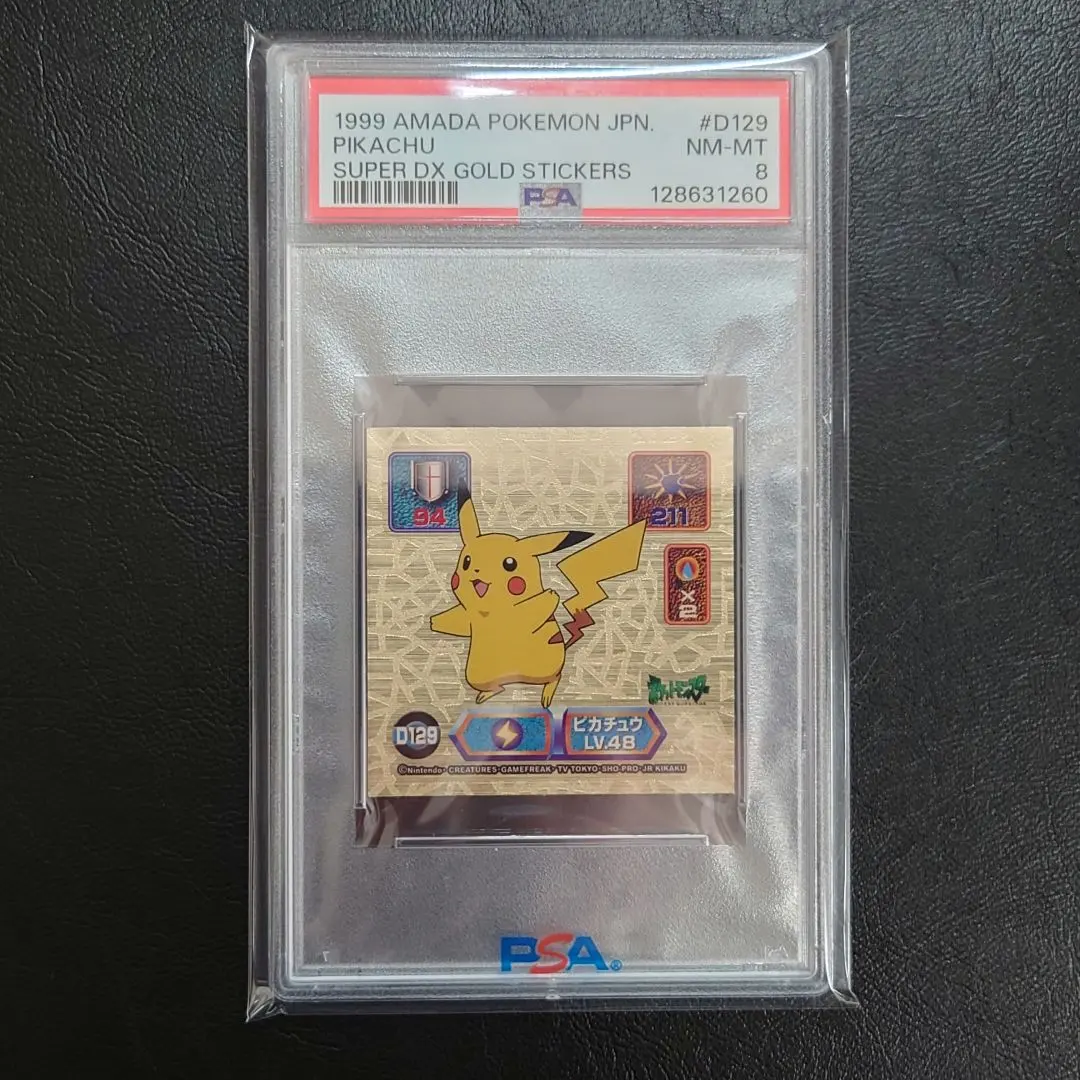 1999 AMADA POKEMON JPN. #D129
PIKACHU NM-MT
SUPER DX GOLD STICKERS 8
PSA 128631260
94
211
X2
ポケットモンスター
D129
ピカチュウ
LV.48
©Nintendo・CREATURES・GAMEFREAK・TV TOKYO・SHO-PRO・JR KIKAKU
PSA®